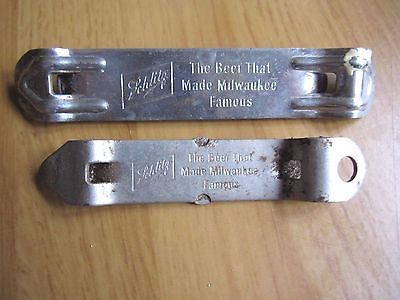 Schlitz
The Beer That
Made Milwaukee
Famous
Schlitz
The Beer That
Made Milwaukee
Famous